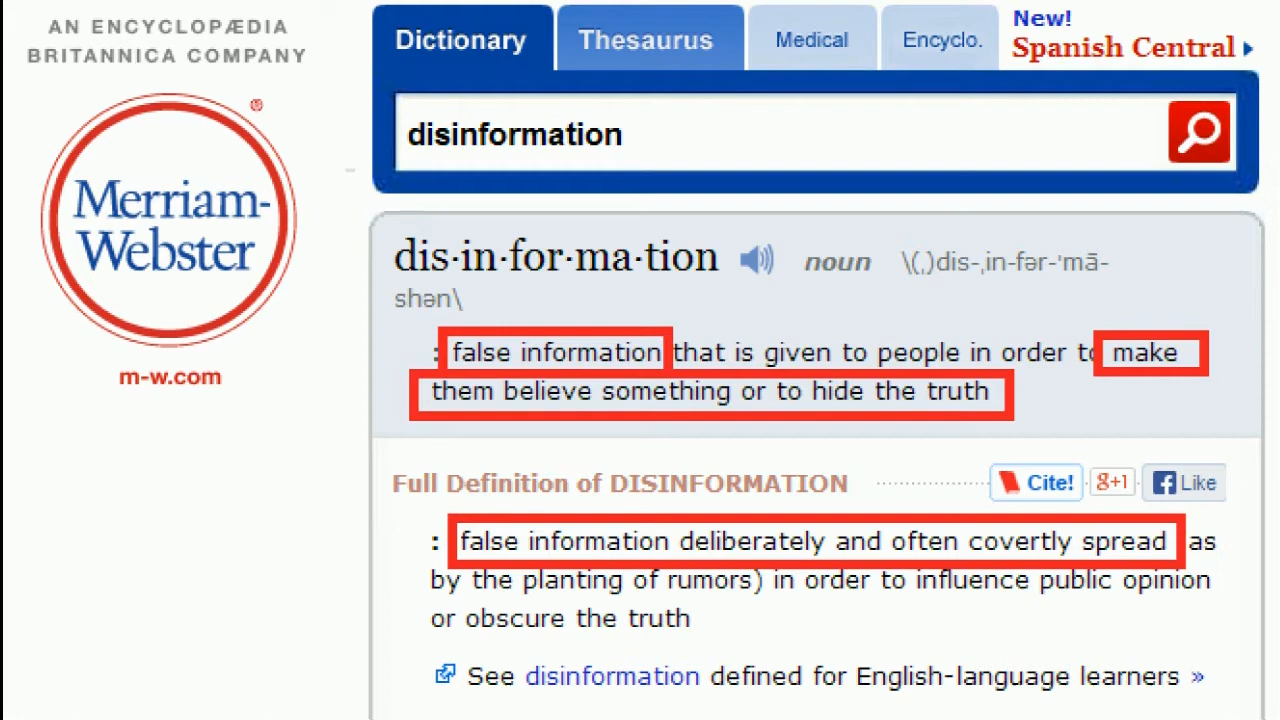 AN ENCYCLOPÆDIA
BRITANNICA COMPANY
Merriam-
Webster
®
m-w.com
Dictionary
Thesaurus
Medical
Encyclo.
New!
Spanish Central
disinformation
dis·in·for·ma·tion noun \(ˌ)dis-ˌin-fər-ˈmā-
shən\
: false information that is given to people in order to make
them believe something or to hide the truth
Full Definition of DISINFORMATION
Cite!
g+1
Like
: false information deliberately and often covertly spread as
by the planting of rumors) in order to influence public opinion
or obscure the truth
See disinformation defined for English-language learners »